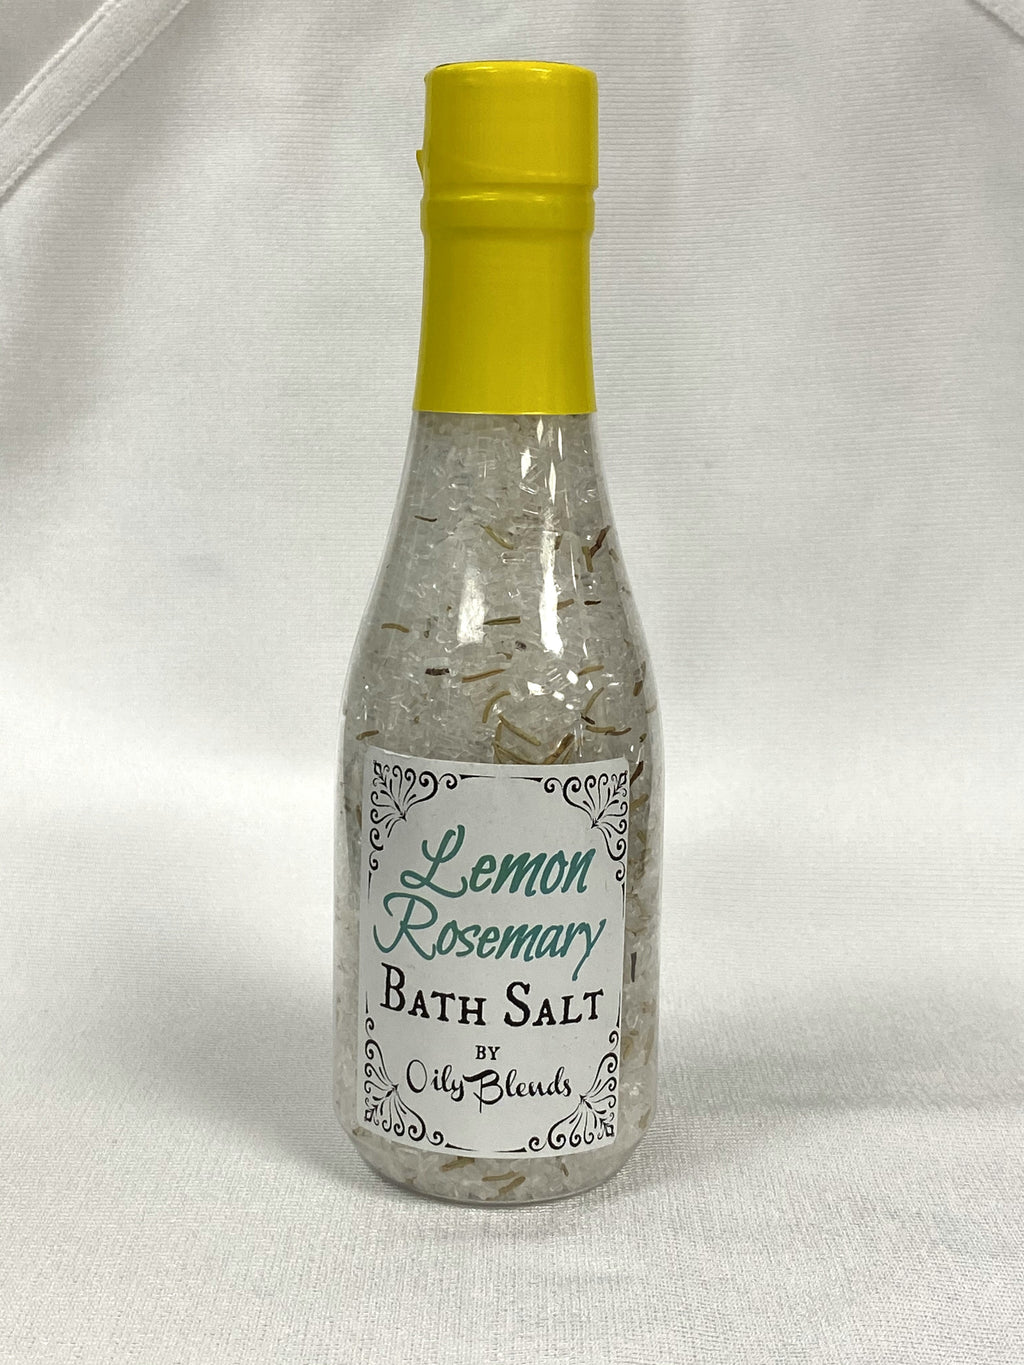 Lemon
Rosemary
BATH SALT
BY
Oily Blends